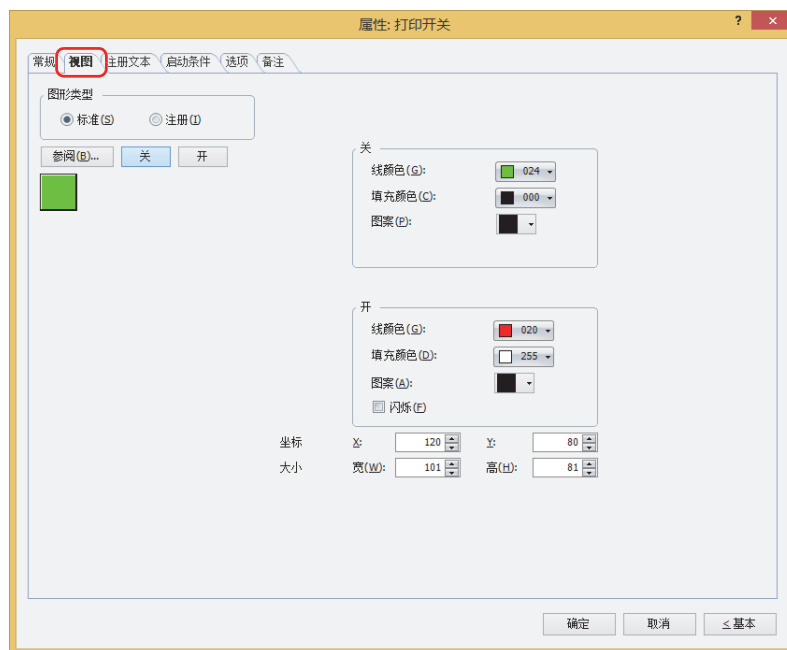 属性: 打印开关
? ×
常规 视图 注册文本 启动条件 选项 备注
图形类型
标准(S) 注册(I)
参阅(B)... 关 开
关
线颜色(G): 024
填充颜色(C): 000
图案(P):
开
线颜色(G): 020
填充颜色(D): 255
图案(A):
闪烁(F)
坐标 X: 120 Y: 80
大小 宽(W): 101 高(H): 81
确定 取消 ≤基本